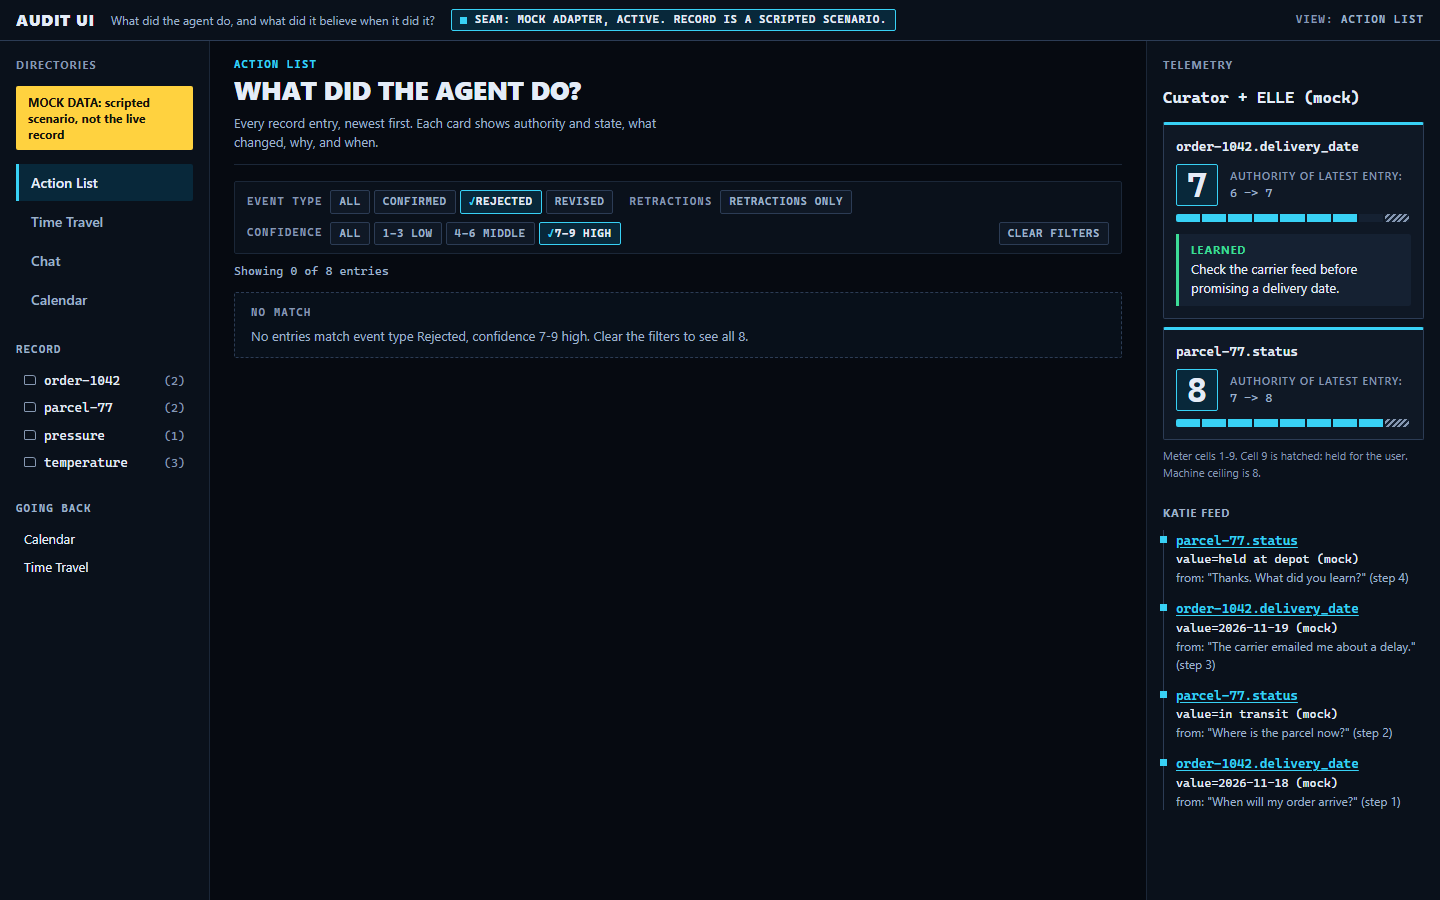 AUDIT UI
What did the agent do, and what did it believe when it did it?
SEAM: MOCK ADAPTER, ACTIVE. RECORD IS A SCRIPTED SCENARIO.
VIEW: ACTION LIST
DIRECTORIES
MOCK DATA: scripted
scenario, not the live
record
Action List
Time Travel
Chat
Calendar
RECORD
order-1042 (2)
parcel-77 (2)
pressure (1)
temperature (3)
GOING BACK
Calendar
Time Travel
ACTION LIST
WHAT DID THE AGENT DO?
Every record entry, newest first. Each card shows authority and state, what
changed, why, and when.
EVENT TYPE ALL CONFIRMED ✓REJECTED REVISED RETRACTIONS RETRACTIONS ONLY
CONFIDENCE ALL 1-3 LOW 4-6 MIDDLE ✓7-9 HIGH CLEAR FILTERS
Showing 0 of 8 entries
NO MATCH
No entries match event type Rejected, confidence 7-9 high. Clear the filters to see all 8.
TELEMETRY
Curator + ELLE (mock)
order-1042.delivery_date
7
AUTHORITY OF LATEST ENTRY:
6 -> 7
LEARNED
Check the carrier feed before
promising a delivery date.
parcel-77.status
8
AUTHORITY OF LATEST ENTRY:
7 -> 8
Meter cells 1-9. Cell 9 is hatched: held for the user.
Machine ceiling is 8.
KATIE FEED
parcel-77.status
value=held at depot (mock)
from: "Thanks. What did you learn?" (step 4)
order-1042.delivery_date
value=2026-11-19 (mock)
from: "The carrier emailed me about a delay."
(step 3)
parcel-77.status
value=in transit (mock)
from: "Where is the parcel now?" (step 2)
order-1042.delivery_date
value=2026-11-18 (mock)
from: "When will my order arrive?" (step 1)